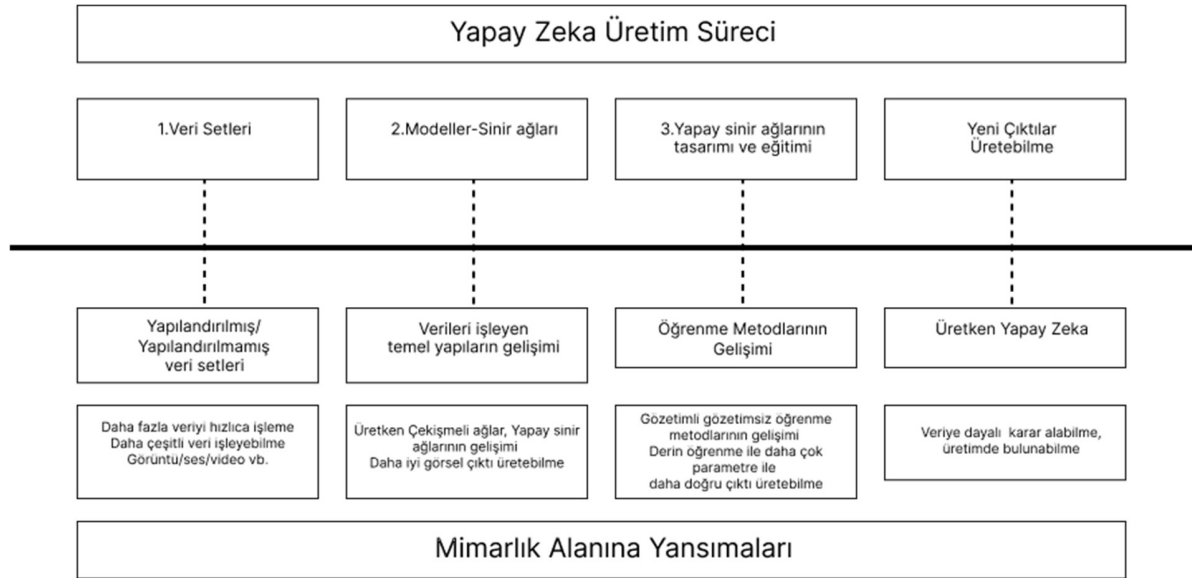 Yapay Zeka Üretim Süreci
1.Veri Setleri
2.Modeller-Sinir ağları
3.Yapay sinir ağlarının
tasarımı ve eğitimi
Yeni Çıktılar
Üretebilme
Yapılandırılmış/
Yapılandırılmamış
veri setleri
Verileri işleyen
temel yapıların gelişimi
Öğrenme Metodlarının
Gelişimi
Üretken Yapay Zeka
Daha fazla veriyi hızlıca işleme
Daha çeşitli veri işleyebilme
Görüntü/ses/video vb.
Üretken Çekişmeli ağlar, Yapay sinir
ağlarının gelişimi
Daha iyi görsel çıktı üretebilme
Gözetimli gözetimsiz öğrenme
metodlarının gelişimi
Derin öğrenme ile daha çok
parametre ile
daha doğru çıktı üretebilme
Veriye dayalı karar alabilme,
üretimde bulunabilme
Mimarlık Alanına Yansımaları